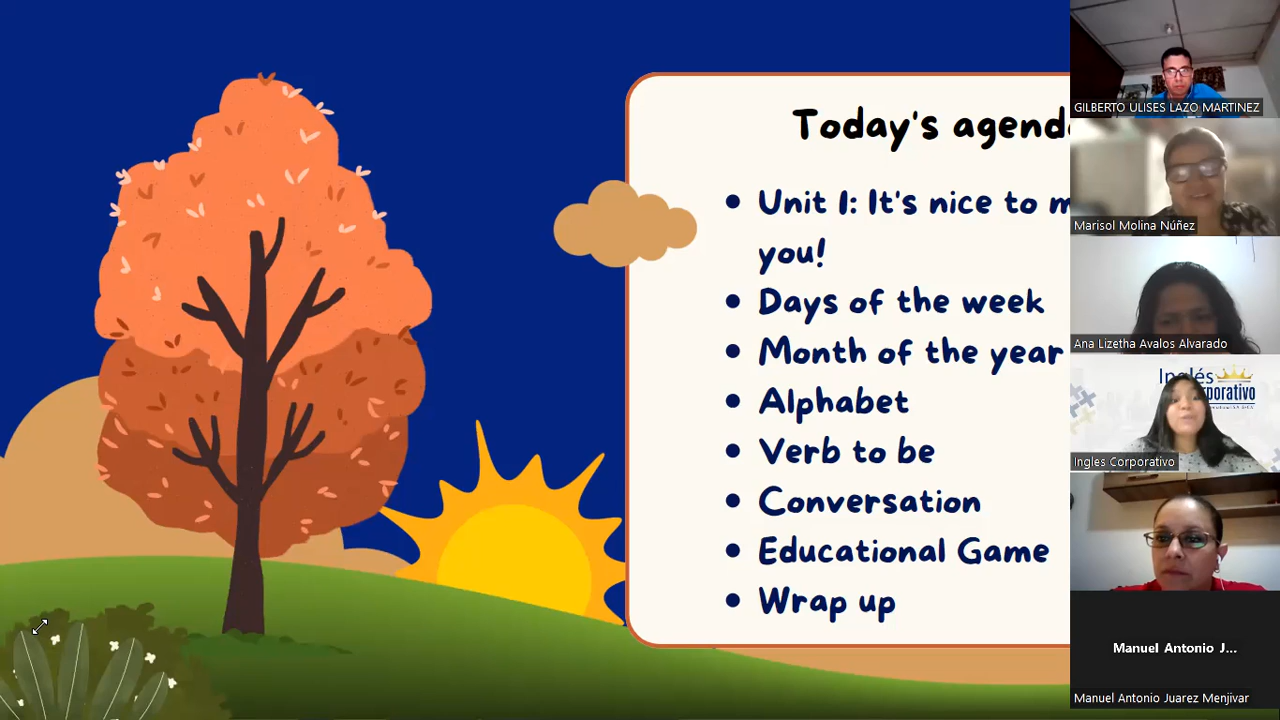 Today's agend
Unit 1: It's nice to m
you!
Days of the week
Month of the year
Alphabet
Verb to be
Conversation
Educational Game
Wrap up
GILBERTO ULISES LAZO MARTINEZ
Marisol Molina Núñez
Ana Lizetha Avalos Alvarado
Inglés
Ingles Corporativo
Manuel Antonio J...
Manuel Antonio Juarez Menjivar